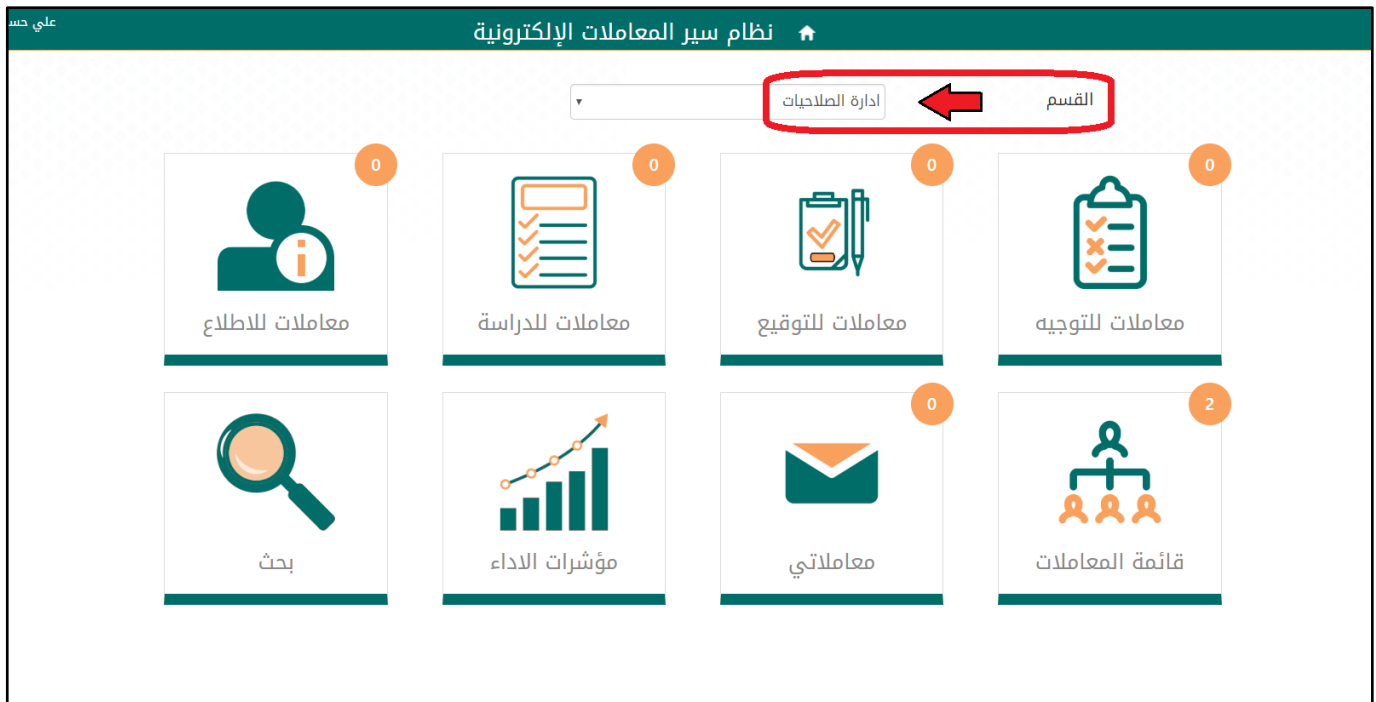 نظام سير المعاملات الإلكترونية
علي
القسم
ادارة الصلاحيات
0
0
0
0
معاملات للتوجيه
معاملات للتوقيع
معاملات للدراسة
معاملات للاطلاع
2
0
قائمة المعاملات
معاملاتي
مؤشرات الاداء
بحث